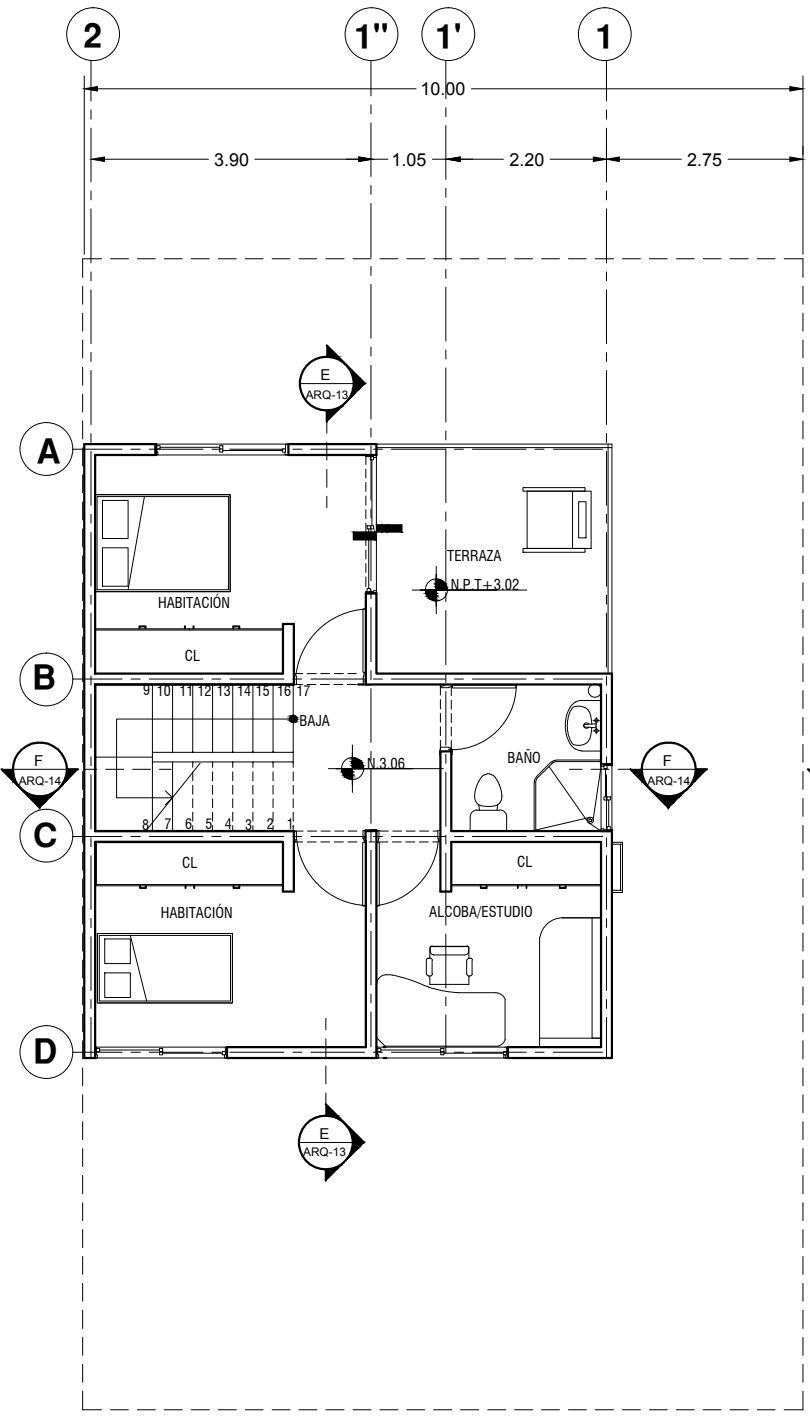 2 1'' 1' 1
10.00
3.90 1.05 2.20 2.75
E
ARQ-13
A
TERRAZA
N.P.T+3.02
HABITACIÓN
CL
B
9 10 11 12 13 14 15 16 17
BAJA
F
ARQ-14
N.3.06
BAÑO
F
ARQ-14
8 7 6 5 4 3 2 1
C
CL
CL
HABITACIÓN
ALCOBA/ESTUDIO
D
E
ARQ-13